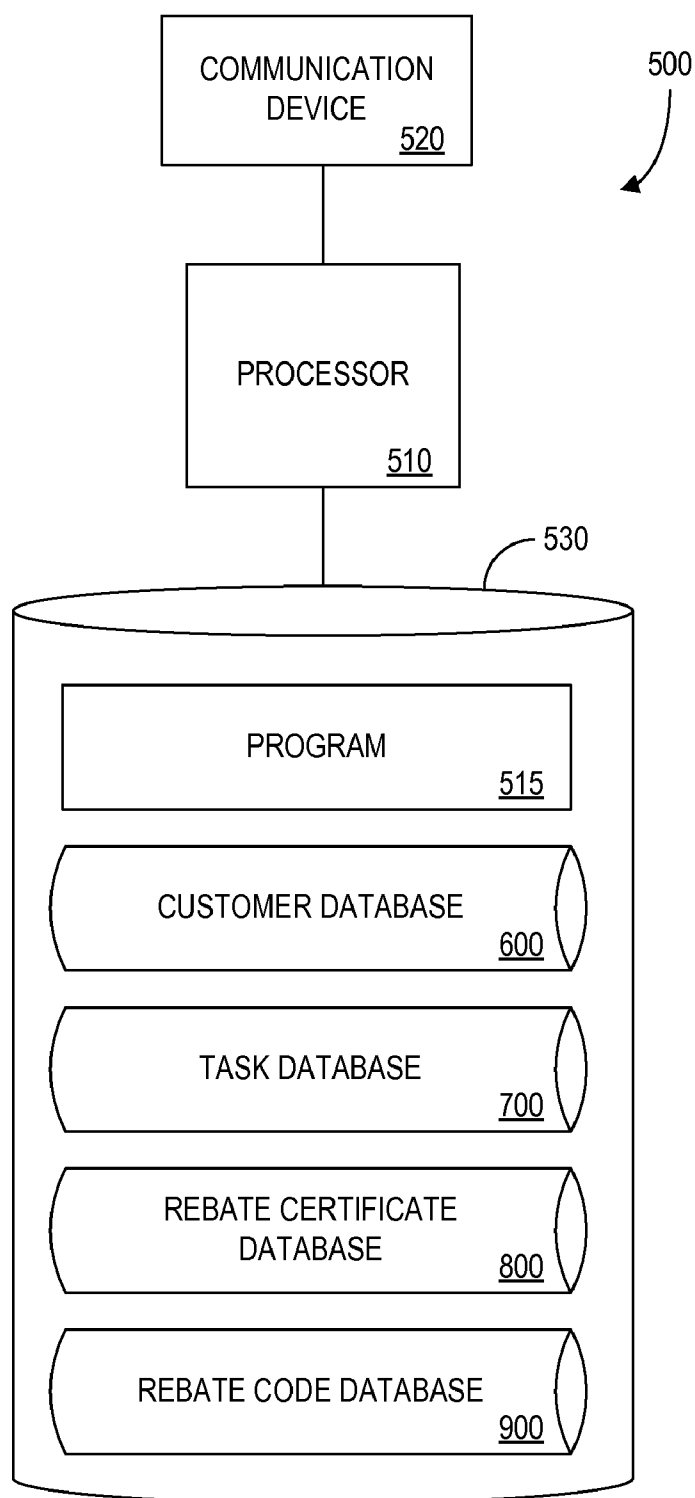 COMMUNICATION
DEVICE
520
500
PROCESSOR
510
530
PROGRAM
515
CUSTOMER DATABASE
600
TASK DATABASE
700
REBATE CERTIFICATE
DATABASE
800
REBATE CODE DATABASE
900